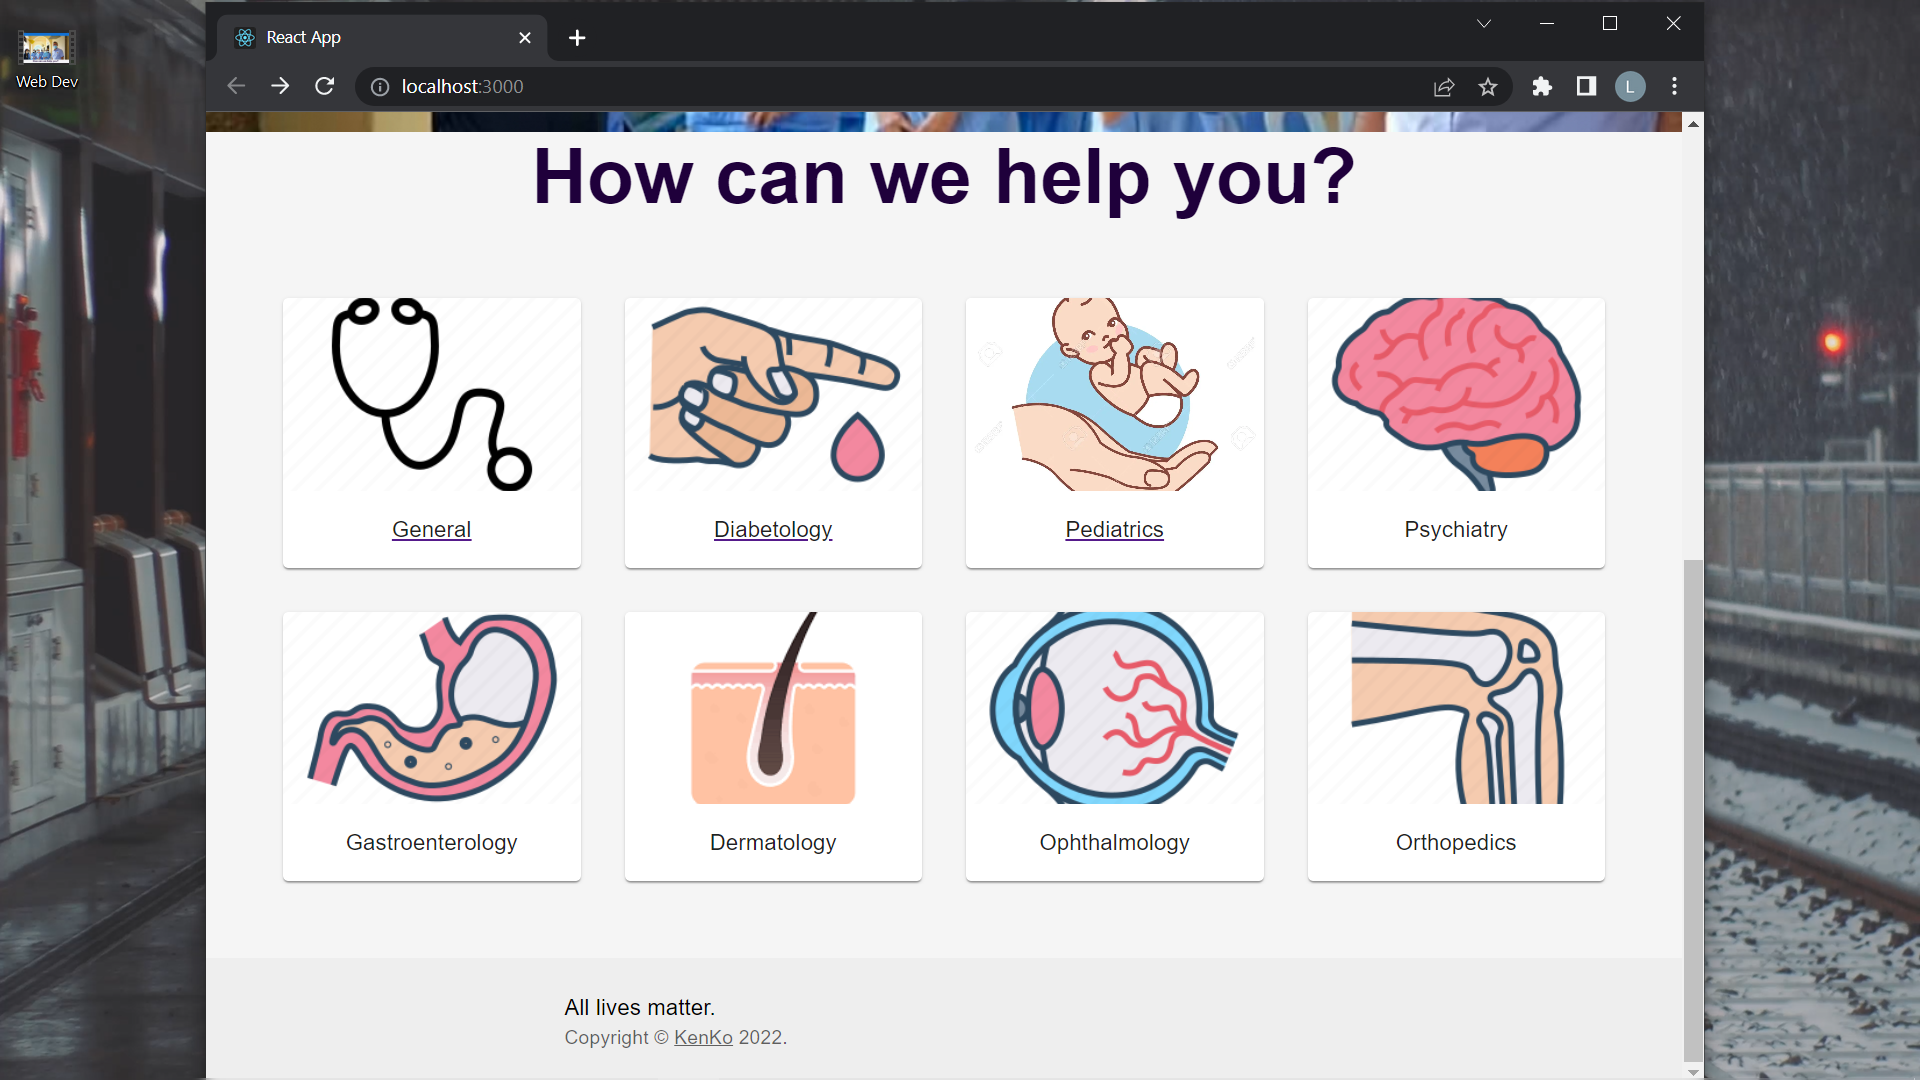 React App
Web Dev
localhost:3000
L
How can we help you?
General
Diabetology
Pediatrics
Psychiatry
Gastroenterology
Dermatology
Ophthalmology
Orthopedics
All lives matter.
Copyright © KenKo 2022.